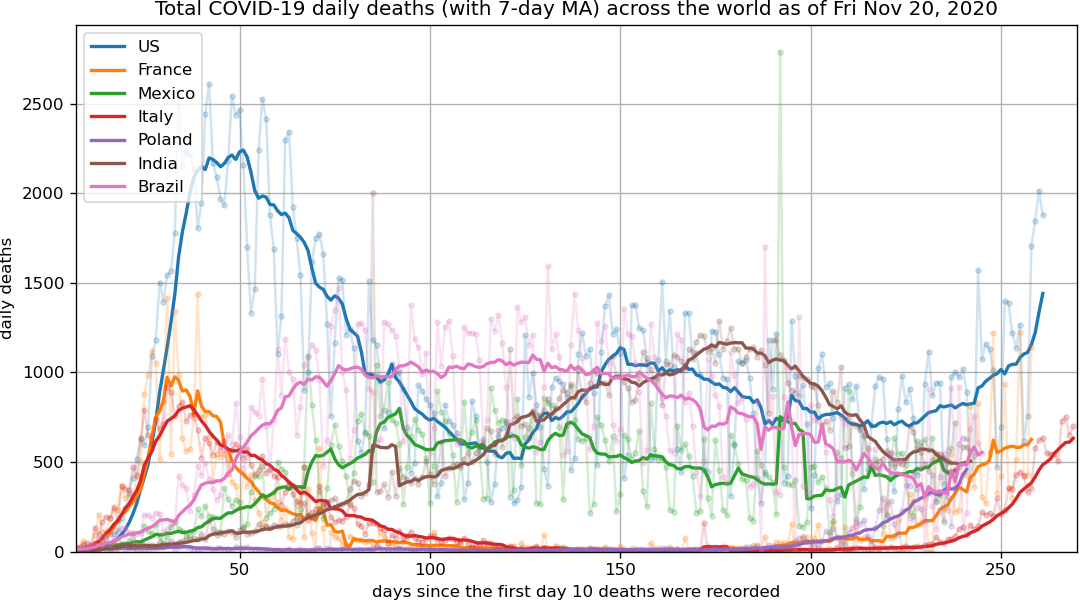 Total COVID-19 daily deaths (with 7-day MA) across the world as of Fri Nov 20, 2020
US
France
Mexico
Italy
Poland
India
Brazil
daily deaths
2500
2000
1500
1000
500
0
50
100
150
200
250
days since the first day 10 deaths were recorded